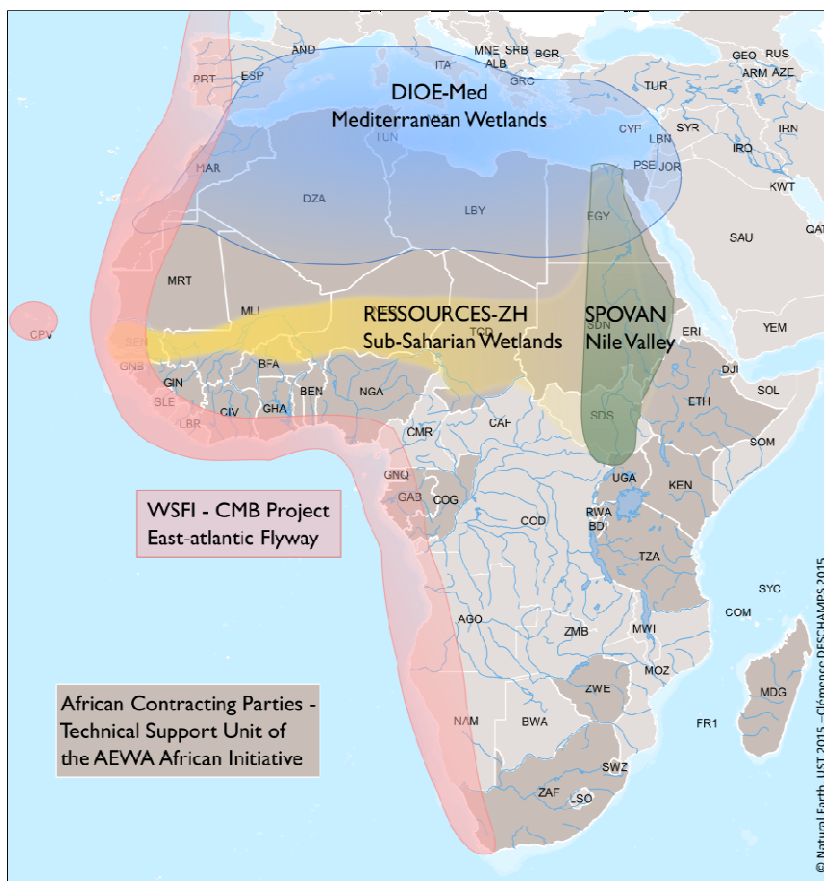 AND
MNE SRB BGR
GEO RUS
ESP
ITA
ALB
ARM AZE
PRT
GRC
TUR
DIOE-Med
Mediterranean Wetlands
TUN
CYP
SYR
IRN
LBN
IRQ
MAR
PSE JOR
KWT
DZA
LBY
EGY
SAU
QAT
MRT
MLI
RESSOURCES-ZH
Sub-Saharian Wetlands
SPOVAN
Nile Valley
SDN
TCD
CPV
ERI
YEM
SEN
GNB
BFA
DJI
GIN
BEN
NGA
SOL
SLE
CIV
GHA
ETH
SDS
LBR
CMR
CAF
SOM
GNQ
UGA
KEN
GAB
COG
WSFI - CMB Project
East-atlantic Flyway
COD
RWA
BDI
TZA
SYC
COM
AGO
ZMB
MWI
MOZ
African Contracting Parties -
Technical Support Unit of
the AEWA African Initiative
ZWE
MDG
NAM
BWA
FR1
SWZ
ZAF
LSO
© Natural Earth, UST 2015 –Clémence DESCHAMPS 2015